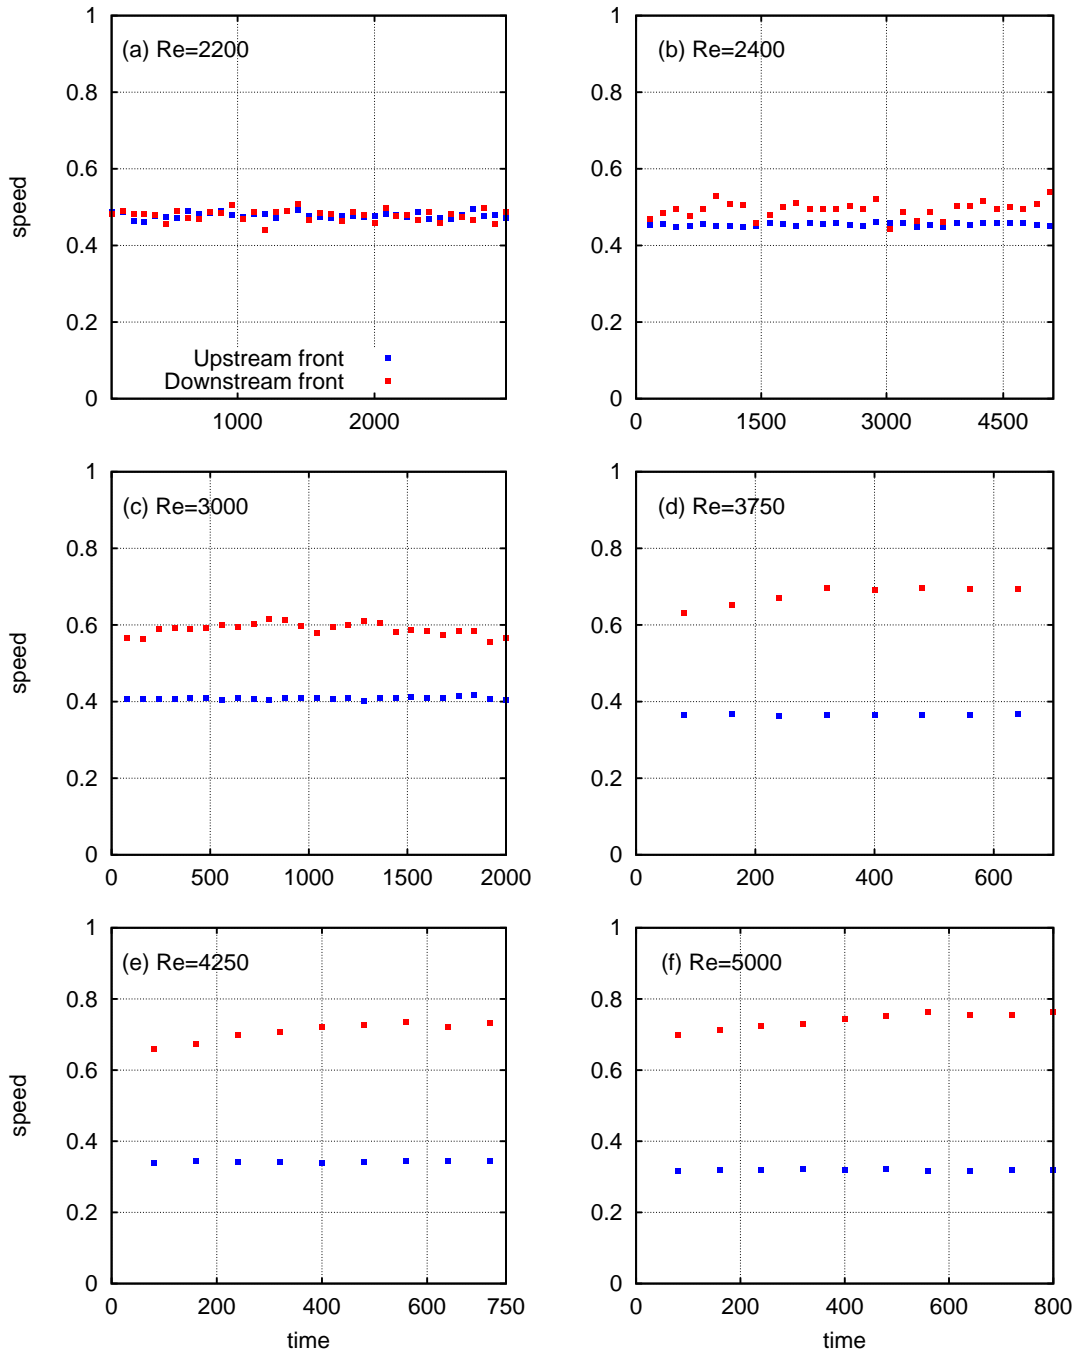 (a) Re=2200
1
0.8
0.6
0.4
0.2
0
speed
Upstream front
Downstream front
1000 2000
(b) Re=2400
1
0.8
0.6
0.4
0.2
0
0 1500 3000 4500
(c) Re=3000
1
0.8
0.6
0.4
0.2
0
speed
0 500 1000 1500 2000
(d) Re=3750
1
0.8
0.6
0.4
0.2
0
0 200 400 600
(e) Re=4250
1
0.8
0.6
0.4
0.2
0
speed
0 200 400 600 750
time
(f) Re=5000
1
0.8
0.6
0.4
0.2
0
0 200 400 600 800
time